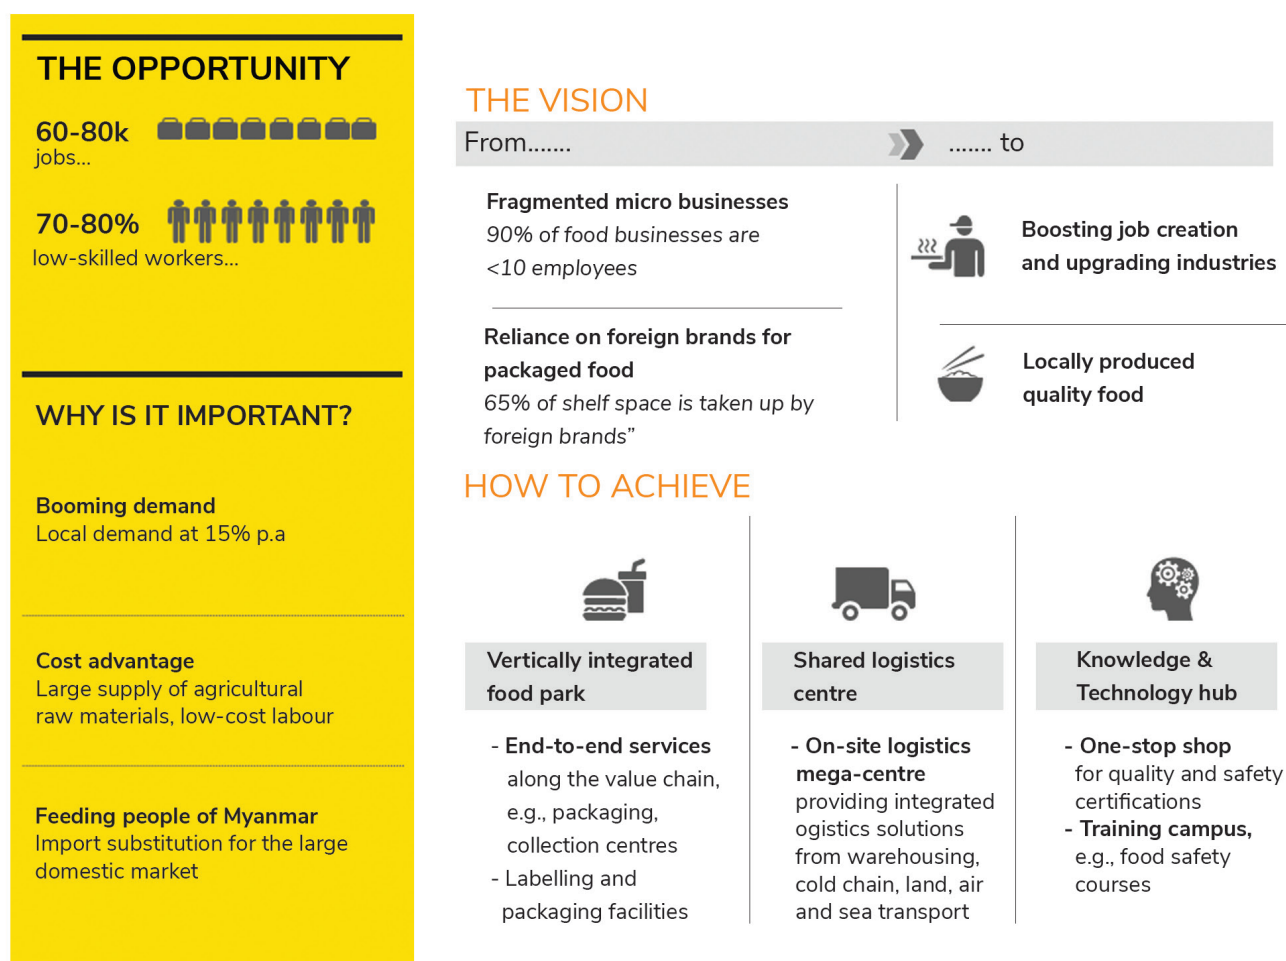 THE OPPORTUNITY
60-80k
jobs...
70-80%
low-skilled workers...
WHY IS IT IMPORTANT?
Booming demand
Local demand at 15% p.a
Cost advantage
Large supply of agricultural
raw materials, low-cost labour
Feeding people of Myanmar
Import substitution for the large
domestic market
THE VISION
From.......
....... to
Fragmented micro businesses
90% of food businesses are
<10 employees
Reliance on foreign brands for
packaged food
65% of shelf space is taken up by
foreign brands”
Boosting job creation
and upgrading industries
Locally produced
quality food
HOW TO ACHIEVE
Vertically integrated
food park
- End-to-end services
along the value chain,
e.g., packaging,
collection centres
- Labelling and
packaging facilities
Shared logistics
centre
- On-site logistics
mega-centre
providing integrated
ogistics solutions
from warehousing,
cold chain, land, air
and sea transport
Knowledge &
Technology hub
- One-stop shop
for quality and safety
certifications
- Training campus,
e.g., food safety
courses